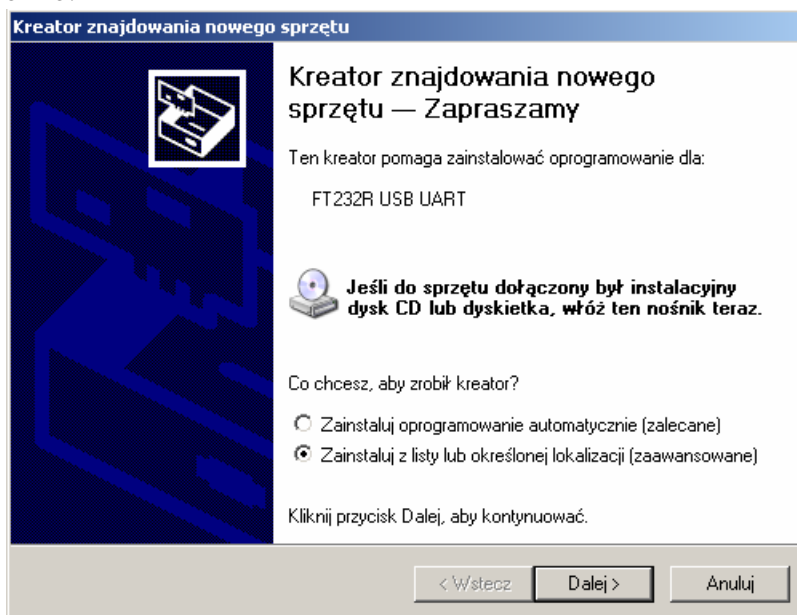 Kreator znajdowania nowego sprzętu
Kreator znajdowania nowego
sprzętu — Zapraszamy
Ten kreator pomaga zainstalować oprogramowanie dla:
FT232R USB UART
Jeśli do sprzętu dołączony był instalacyjny
dysk CD lub dyskietka, włóż ten nośnik teraz.
Co chcesz, aby zrobił kreator?
Zainstaluj oprogramowanie automatycznie (zalecane)
Zainstaluj z listy lub określonej lokalizacji (zaawansowane)
Kliknij przycisk Dalej, aby kontynuować.
< Wstecz Dalej > Anuluj